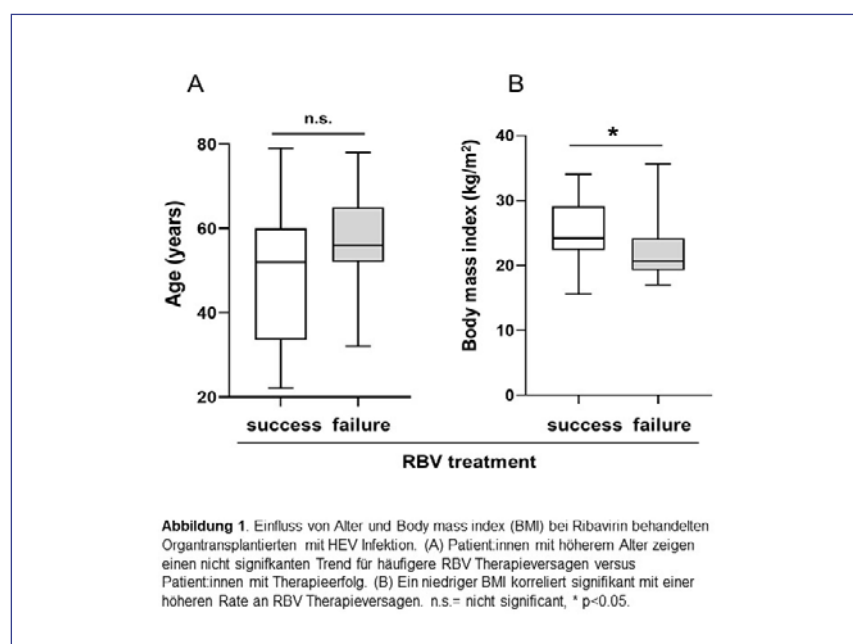 A
B
n.s.
*
80
60
40
20
Age (years)
40
30
20
10
0
Body mass index (kg/m²)
success failure
success failure
RBV treatment
Abbildung 1. Einfluss von Alter und Body mass index (BMI) bei Ribavirin behandelten
Organtransplantierten mit HEV Infektion. (A) Patient:innen mit höherem Alter zeigen
einen nicht signifkanten Trend für häufigere RBV Therapieversagen versus
Patient:innen mit Therapieerfolg. (B) Ein niedriger BMI korreliert signifikant mit einer
höheren Rate an RBV Therapieversagen. n.s.= nicht significant, * p<0.05.